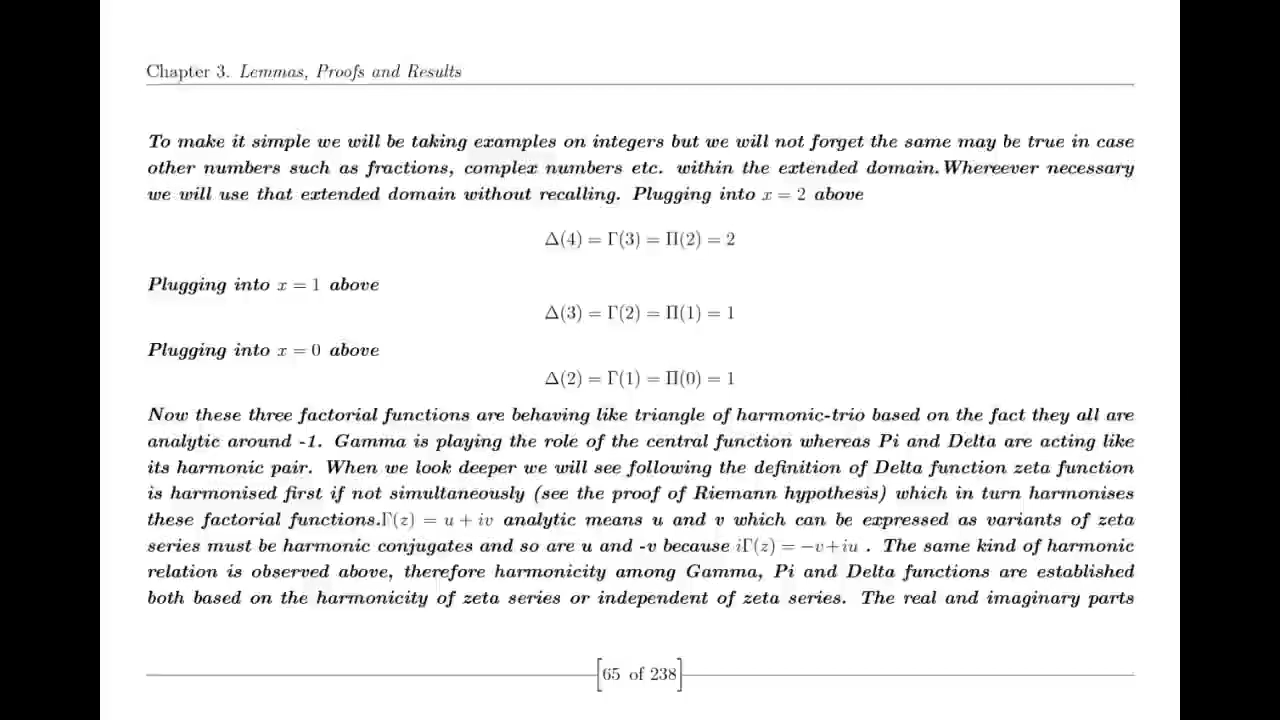 Chapter 3. Lemmas, Proofs and Results
To make it simple we will be taking examples on integers but we will not forget the same may be true in case
other numbers such as fractions, complex numbers etc. within the extended domain.Whereever necessary
we will use that extended domain without recalling. Plugging into x = 2 above
Δ(4) = Γ(3) = Π(2) = 2
Plugging into x = 1 above
Δ(3) = Γ(2) = Π(1) = 1
Plugging into x = 0 above
Δ(2) = Γ(1) = Π(0) = 1
Now these three factorial functions are behaving like triangle of harmonic-trio based on the fact they all are
analytic around -1. Gamma is playing the role of the central function whereas Pi and Delta are acting like
its harmonic pair. When we look deeper we will see following the definition of Delta function zeta function
is harmonised first if not simultaneously (see the proof of Riemann hypothesis) which in turn harmonises
these factorial functions.Γ(z) = u + iv analytic means u and v which can be expressed as variants of zeta
series must be harmonic conjugates and so are u and -v because iΓ(z) = −v+iu . The same kind of harmonic
relation is observed above, therefore harmonicity among Gamma, Pi and Delta functions are established
both based on the harmonicity of zeta series or independent of zeta series. The real and imaginary parts
[65 of 238]